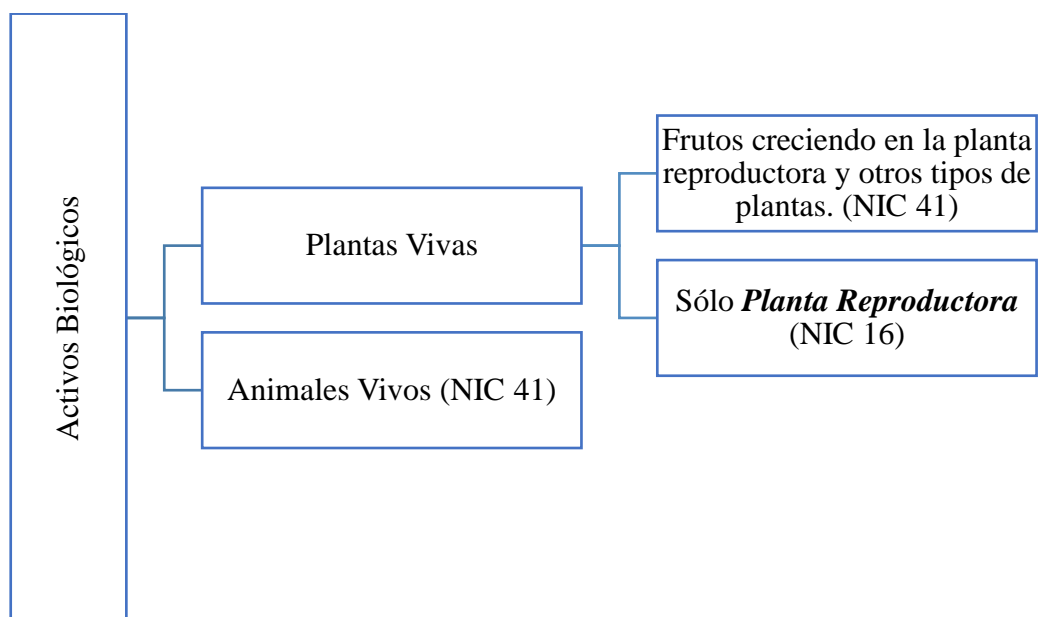 Activos Biológicos
Plantas Vivas
Animales Vivos (NIC 41)
Frutos creciendo en la planta
reproductora y otros tipos de
plantas. (NIC 41)
Sólo Planta Reproductora
(NIC 16)